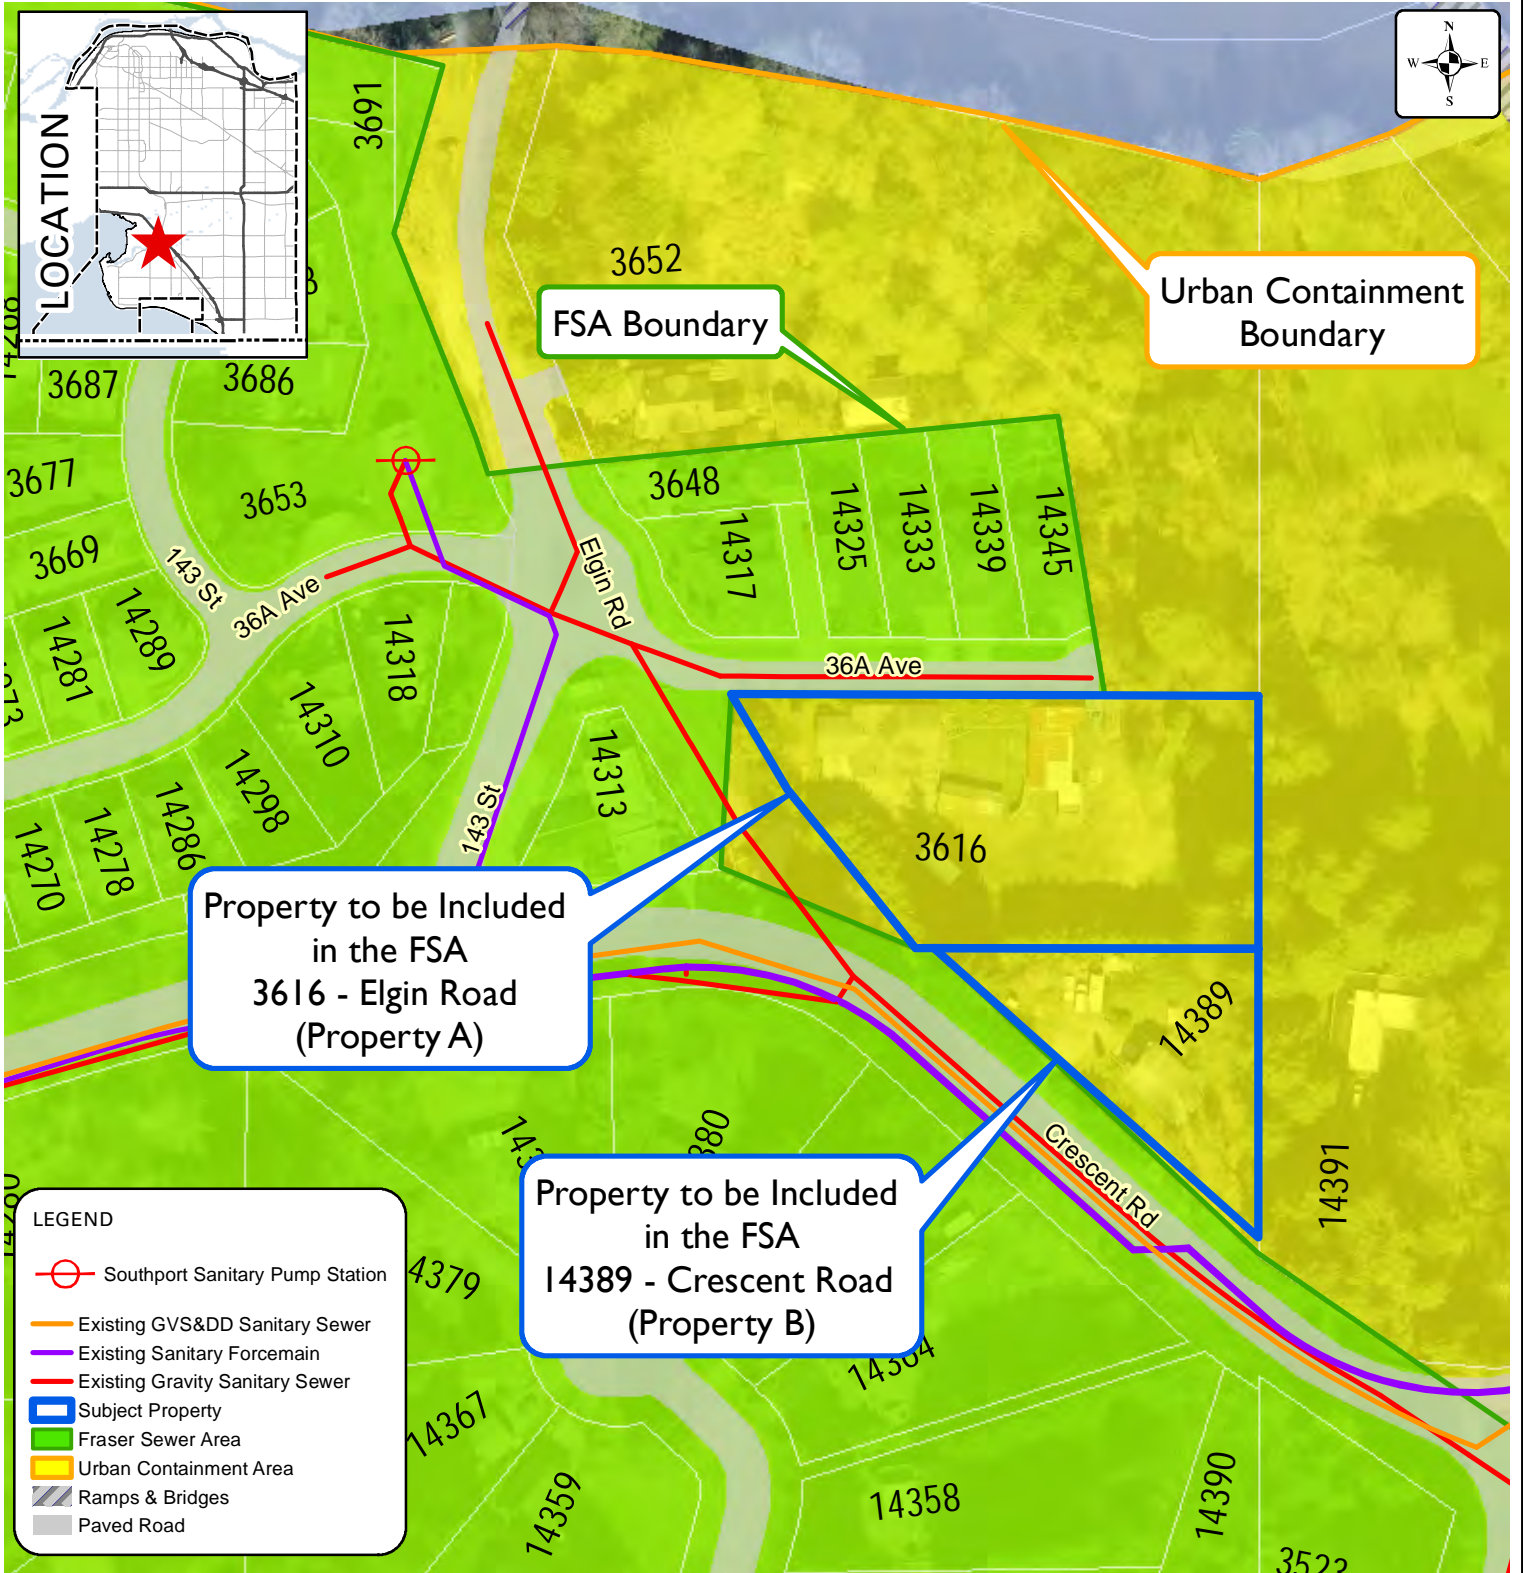 LOCATION
N
W E
S
3691
3652
FSA Boundary
Urban Containment
Boundary
3687
3686
3677
3653
3669
3648
14317
14325
14333
14339
14345
143 St
36A Ave
Elgin Rd
36A Ave
14289
14281
14318
14310
14298
14286
14278
14270
14313
143 St
3616
Property to be Included
in the FSA
3616 - Elgin Road
(Property A)
14389
14391
Crescent Rd
Property to be Included
in the FSA
14389 - Crescent Road
(Property B)
14364
14367
14359
14358
14390
LEGEND
Southport Sanitary Pump Station
Existing GVS&DD Sanitary Sewer
Existing Sanitary Forcemain
Existing Gravity Sanitary Sewer
Subject Property
Fraser Sewer Area
Urban Containment Area
Ramps & Bridges
Paved Road